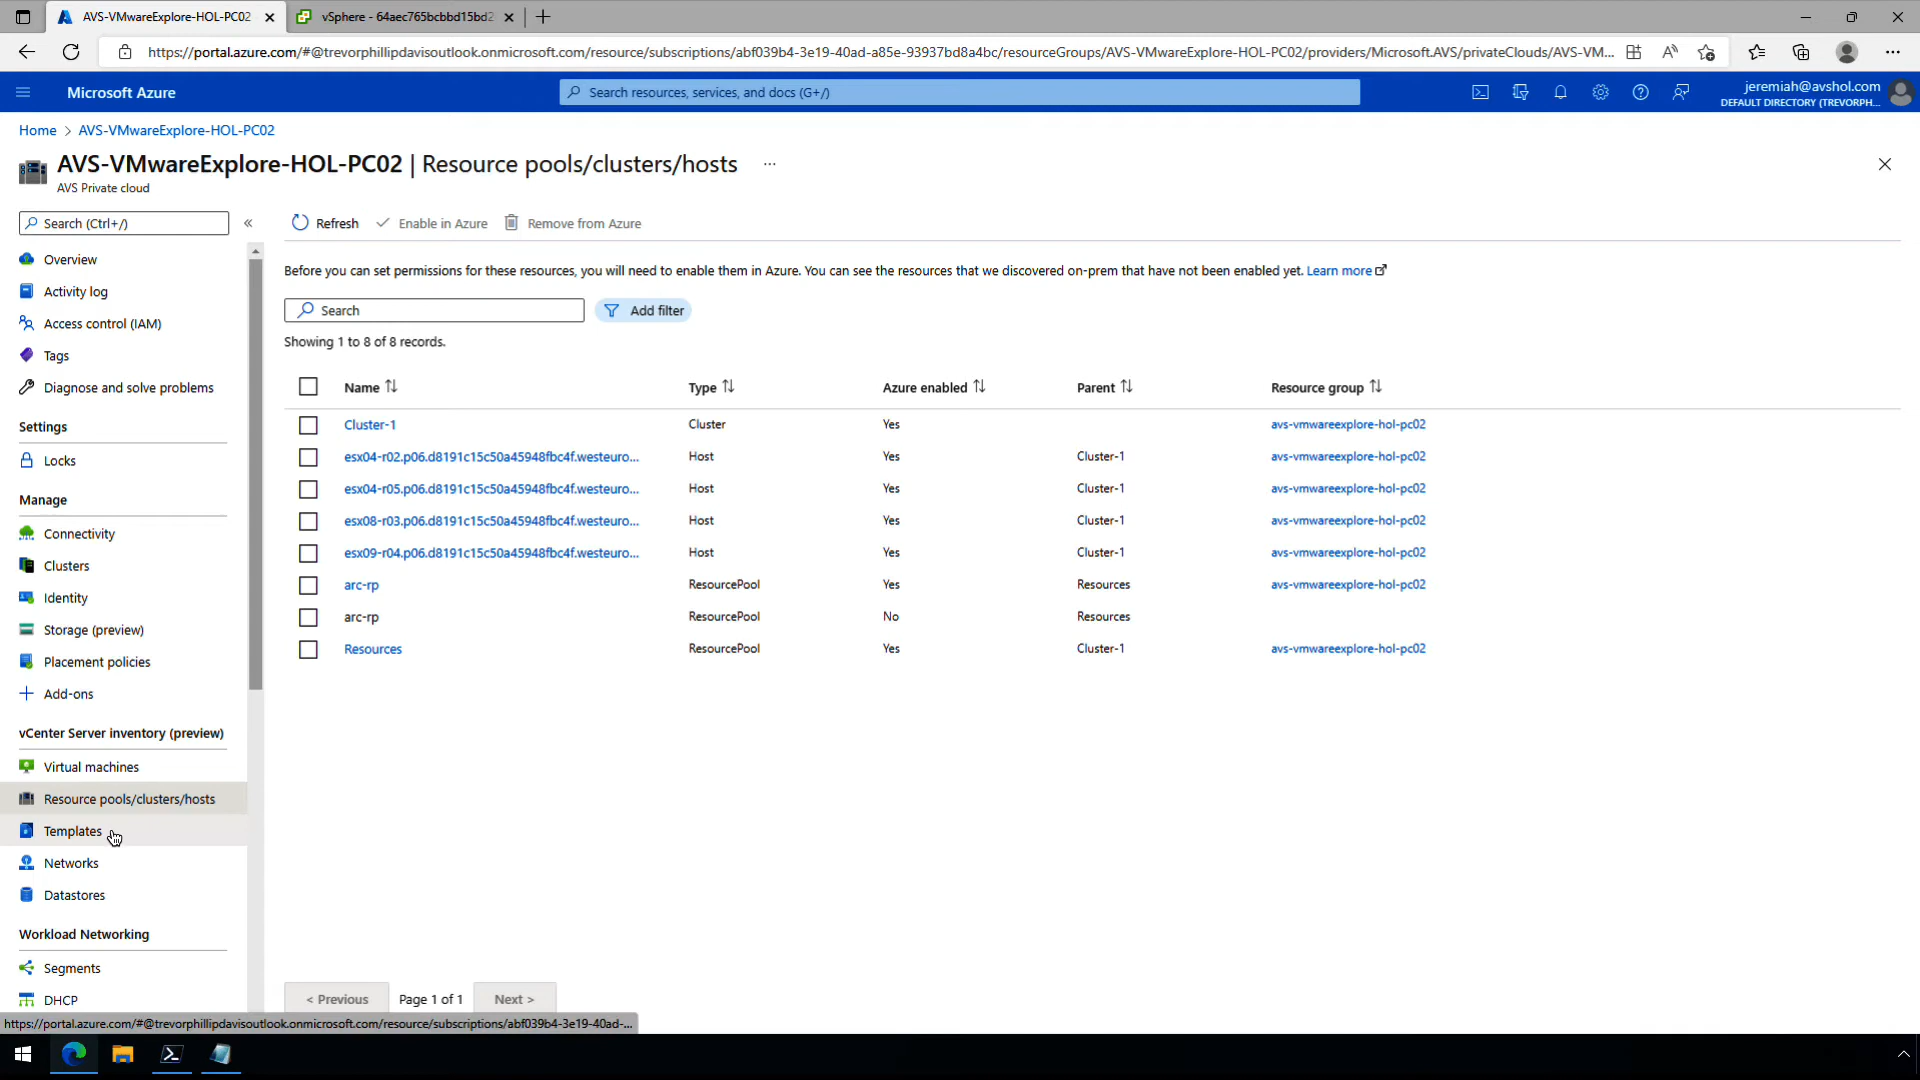 AVS-VMwareExplore-HOL-PC02
vSphere - 64aec765bcbbd15bd2
https://portal.azure.com/#@trevorphillipdavisoutlook.onmicrosoft.com/resource/subscriptions/abf039b4-3e19-40ad-a85e-93937bd8a4bc/resourceGroups/AVS-VMwareExplore-HOL-PC02/providers/Microsoft.AVS/privateClouds/AVS-VM...
Microsoft Azure
Search resources, services, and docs (G+/)
jeremiah@avshol.com
DEFAULT DIRECTORY (TREVORPH...
Home > AVS-VMwareExplore-HOL-PC02
AVS-VMwareExplore-HOL-PC02 | Resource pools/clusters/hosts ...
AVS Private cloud
Search (Ctrl+/)
Overview
Activity log
Access control (IAM)
Tags
Diagnose and solve problems
Settings
Locks
Manage
Connectivity
Clusters
Identity
Storage (preview)
Placement policies
Add-ons
vCenter Server inventory (preview)
Virtual machines
Resource pools/clusters/hosts
Templates
Networks
Datastores
Workload Networking
Segments
DHCP
Refresh Enable in Azure Remove from Azure
Before you can set permissions for these resources, you will need to enable them in Azure. You can see the resources that we discovered on-prem that have not been enabled yet. Learn more
Search Add filter
Showing 1 to 8 of 8 records.
Name Type Azure enabled Parent Resource group
Cluster-1 Cluster Yes avs-vmwareexplore-hol-pc02
esx04-r02.p06.d8191c15c50a45948fbc4f.westeuro... Host Yes Cluster-1 avs-vmwareexplore-hol-pc02
esx04-r05.p06.d8191c15c50a45948fbc4f.westeuro... Host Yes Cluster-1 avs-vmwareexplore-hol-pc02
esx08-r03.p06.d8191c15c50a45948fbc4f.westeuro... Host Yes Cluster-1 avs-vmwareexplore-hol-pc02
esx09-r04.p06.d8191c15c50a45948fbc4f.westeuro... Host Yes Cluster-1 avs-vmwareexplore-hol-pc02
arc-rp ResourcePool Yes Resources avs-vmwareexplore-hol-pc02
arc-rp ResourcePool No Resources
Resources ResourcePool Yes Cluster-1 avs-vmwareexplore-hol-pc02
< Previous Page 1 of 1 Next >
https://portal.azure.com/#@trevorphillipdavisoutlook.onmicrosoft.com/resource/subscriptions/abf039b4-3e19-40ad-...